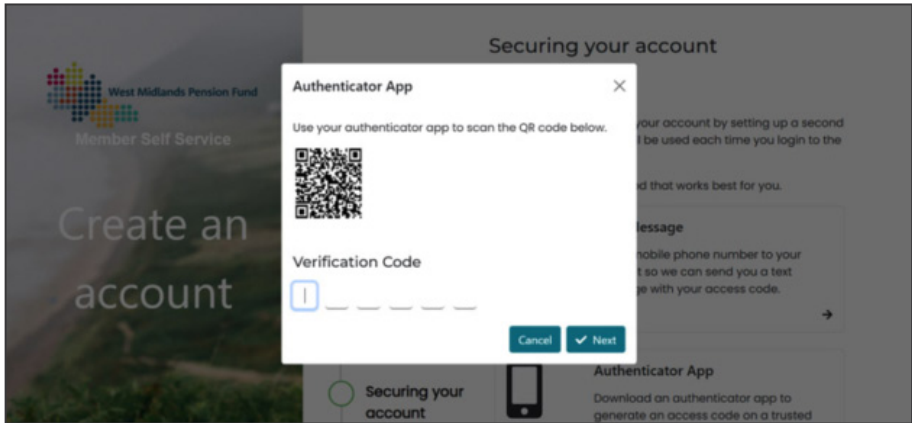 Securing your account
West Midlands Pension Fund
Member Self Service
Create an
account
Authenticator App
Use your authenticator app to scan the QR code below.
Verification Code
Cancel
Next
your account by setting up a second
be used each time you login to the
that works best for you.
essage
mobile phone number to your
so we can send you a text
with your access code.
Securing your
account
Authenticator App
Download an authenticator app to
generate an access code on a trusted